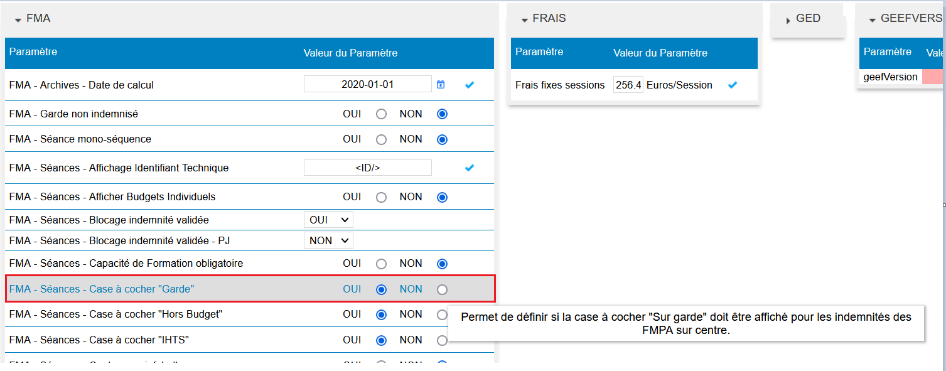 FMA
Paramètre Valeur du Paramètre
FMA - Archives - Date de calcul 2020-01-01
FMA - Garde non indemnisé OUI NON
FMA - Séance mono-séquence OUI NON
FMA - Séances - Affichage Identifiant Technique <ID/>
FMA - Séances - Afficher Budgets Individuels OUI NON
FMA - Séances - Blocage indemnité validée OUI
FMA - Séances - Blocage indemnité validée - PJ NON
FMA - Séances - Capacité de Formation obligatoire OUI NON
FMA - Séances - Case à cocher "Garde" OUI NON
FMA - Séances - Case à cocher "Hors Budget" OUI NON
FMA - Séances - Case à cocher "IHTS" OUI NON
Permet de définir si la case à cocher "Sur garde" doit être affiché pour les indemnités des
FMPA sur centre.
FRAIS
Paramètre Valeur du Paramètre
Frais fixes sessions 256.4 Euros/Session
GED
GEEFVERS
Paramètre Vale
geefVersion